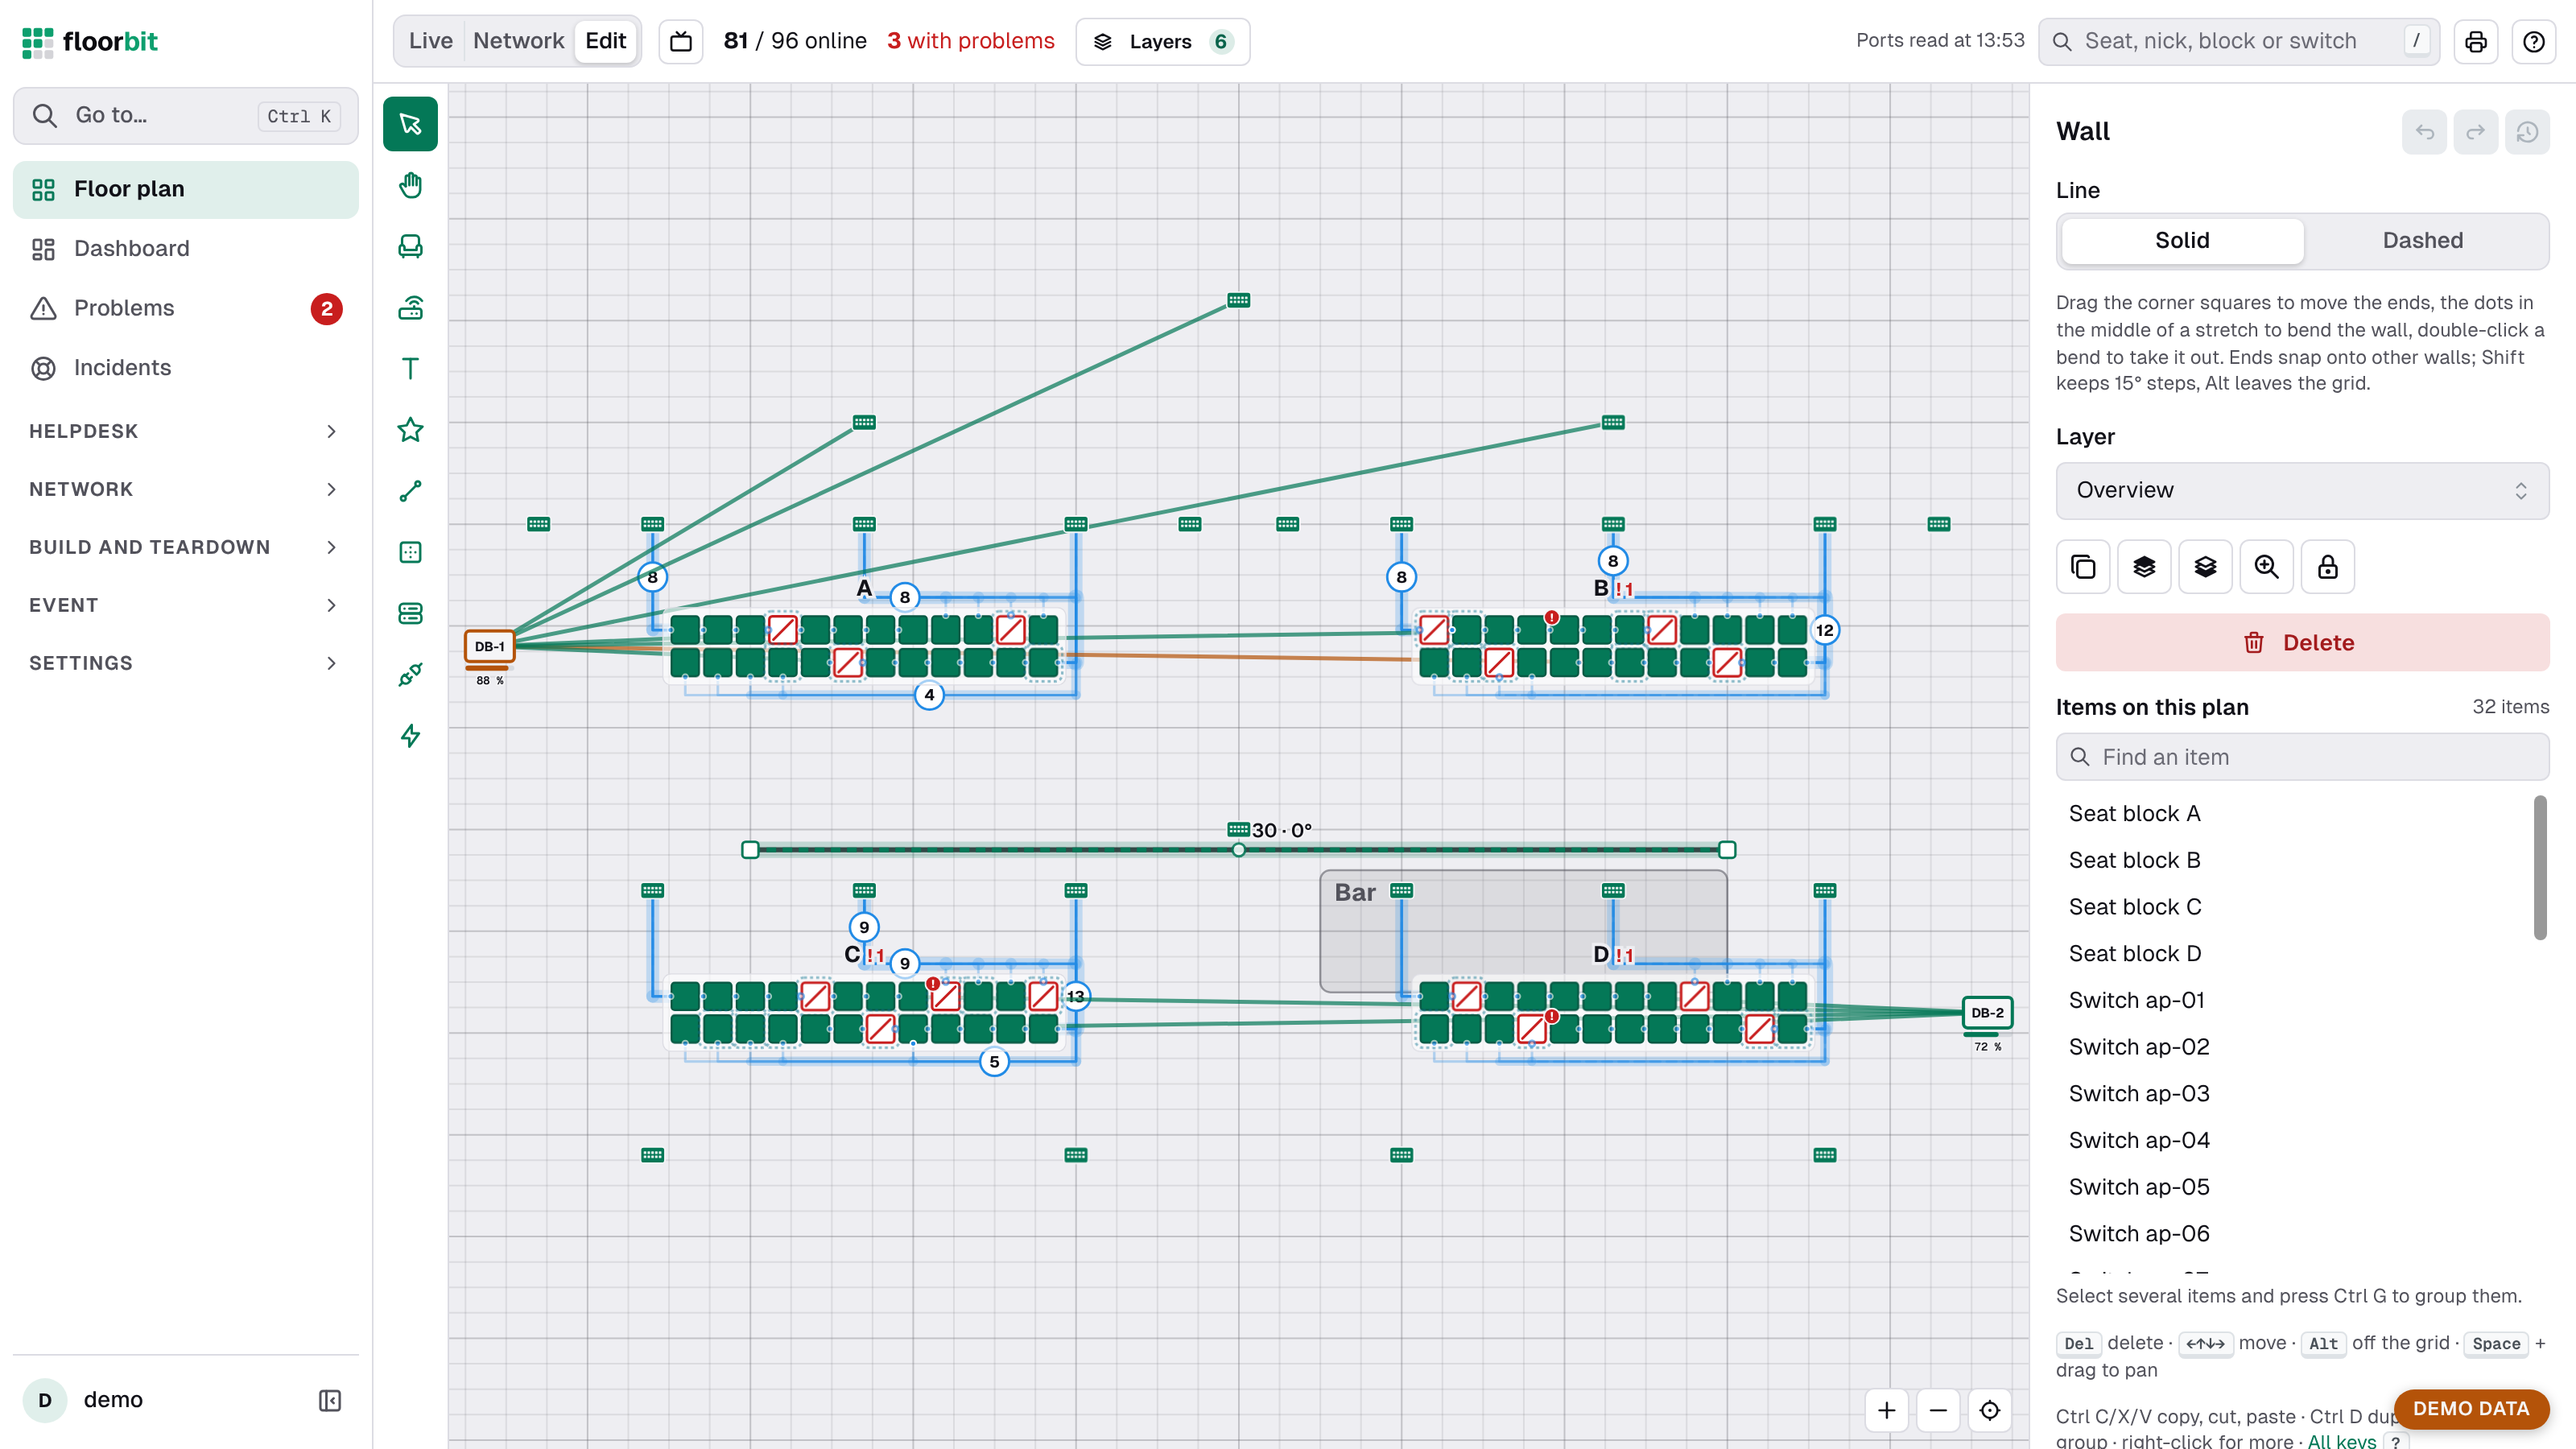 floorbit
Go to...
Ctrl K
Floor plan
Dashboard
Problems
2
Incidents
HELPDESK
NETWORK
BUILD AND TEARDOWN
EVENT
SETTINGS
D
demo
Live
Network
Edit
81 / 96 online
3 with problems
Layers
6
Ports read at 13:53
Seat, nick, block or switch
/
8
A
8
8
8
B !1
DB-1
88 %
12
4
30 · 0°
Bar
9
C !1
9
D !1
13
DB-2
72 %
5
Wall
Line
Solid
Dashed
Drag the corner squares to move the ends, the dots in
the middle of a stretch to bend the wall, double-click a
bend to take it out. Ends snap onto other walls; Shift
keeps 15° steps, Alt leaves the grid.
Layer
Overview
Delete
Items on this plan
32 items
Find an item
Seat block A
Seat block B
Seat block C
Seat block D
Switch ap-01
Switch ap-02
Switch ap-03
Switch ap-04
Switch ap-05
Switch ap-06
Select several items and press Ctrl G to group them.
Del delete · ←↑↓→ move · Alt off the grid · Space +
drag to pan
Ctrl C/X/V copy, cut, paste · Ctrl D dup
DEMO DATA
group · right-click for more · All keys ?